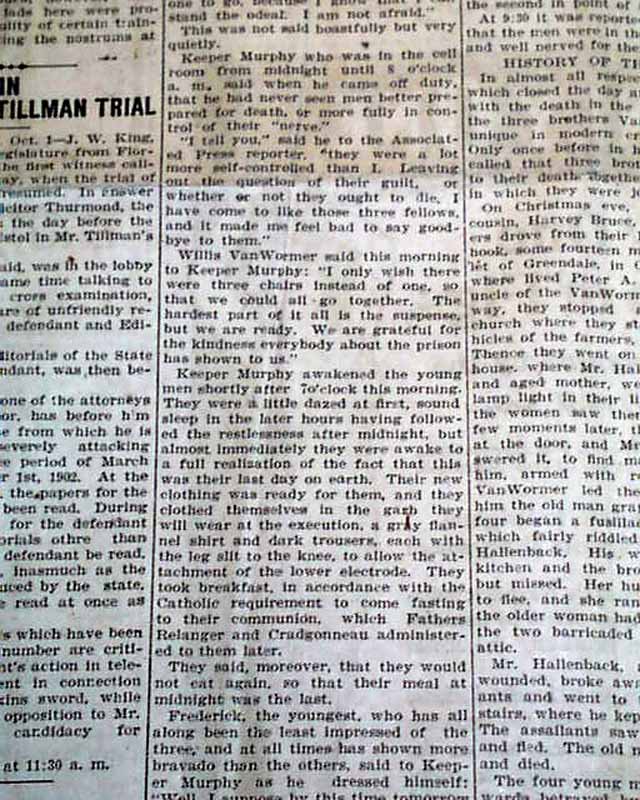 lads here were pro-
ility of certain train-
ing the nostrums at
IN
TILLMAN TRIAL
Oct. 1—J. W. King,
egislature from Flor-
he first witness call-
ay, when the trial of
resumed. In answer
licitor Thurmond, the
the day before the
istol in Mr. Tillman's
aid, was in the lobby
ame time talking to
cross examination,
are of unfriendly re-
defendant and Edi-
ditorials of the State
ndant, was then be-
one of the attorneys
or, has before him
e from which he is
severely attacking
e period of March
r 1st, 1902. At the
the papers for the
been read. During
for the defendant
orials othre than
defendant be read,
inasmuch as the
uced by the state,
e read at once as
s which have been
number are criti-
nt's action in tele-
ent in connection
kins sword, while
opposition to Mr.
candidacy for
at 11:30 a. m.
one to go, because I know that I can
stand the odeal. I am not afraid."
This was not said boastfully but very
quietly.
Keeper Murphy who was in the cell
room from midnight until 8 o'clock
a. m. said when he came off duty,
that he had never seen men better pre-
pared for death, or more fully in con-
trol of their "nerve."
"I tell you," said he to the Associat-
ed Press reporter, "they were a lot
more self-controlled than I. Leaving
out the question of their guilt, or
whether or not they ought to die, I
have come to like those three fellows,
and it made me feel bad to say good-
bye to them."
Willis VanWormer said this morning
to Keeper Murphy: "I only wish there
were three chairs instead of one, so
that we could all go together. The
hardest part of it all is the suspense,
but we are ready. We are grateful for
the kindness everybody about the prison
has shown to us."
Keeper Murphy awakened the young
men shortly after 7o'clock this morning.
They were a little dazed at first, sound
sleep in the later hours having follow-
ed the restlessness after midnight, but
almost immediately they were awake to
a full realization of the fact that this
was their last day on earth. Their new
clothing was ready for them, and they
clothed themselves in the garb they
will wear at the execution, a gray flan-
nel shirt and dark trousers, each with
the leg slit to the knee, to allow the at-
tachment of the lower electrode. They
took breakfast, in accordance with the
Catholic requirement to come fasting
to their communion, which Fathers
Relanger and Cradgonneau administer-
ed to them later.
They said, moreover, that they would
not eat again, so that their meal at
midnight was the last.
Frederick, the youngest, who has all
along been the least impressed of the
three, and at all times has shown more
bravado than the others, said to Keep-
er Murphy as he dressed himself:
"Well, I suppose by this time tomorrow
the second in point of
At 9:30 it was reporte
that the men were in th
and well nerved for the
HISTORY OF TH
In almost all respe
which closed the day a
with the death in the
the three brothers Va
unique in modern c
Only once before in h
called that three bro
to their death together
in which they were
On Christmas eve,
cousin, Harvey Bruce,
ers drove from their
hook, some fourteen m
let of Greendale, in
where lived Peter A.
uncle of the VanWorm
way, they stopped
church where they st
hicles of the farmers,
Thence they went on
house, where Mr. Hal
and aged mother, we
lamp light in their li
the women saw the
few moments later, t
at the door, and Mr
swered it, to find m
him, armed with r
VanWormer led the
him the old man gra
four began a fusillad
which fairly riddled
Hallenback. His w
kitchen and the bro
but missed. Her hu
to flee, and she ran
the older woman had
the two barricaded
attic.
Mr. Hallenback,
wounded, broke aw
ants and went to
stairs, where he ke
The assailants saw
and fled. The old m
and died.
The four young m
wards betrayed